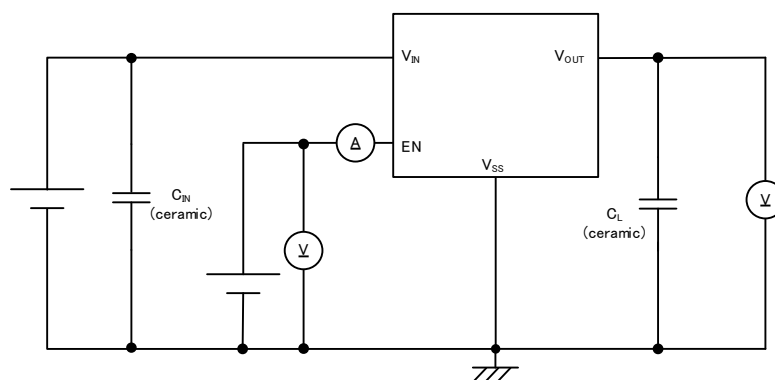 VIN
VOUT
A
EN
VSS
CIN
(ceramic)
V
CL
(ceramic)
V